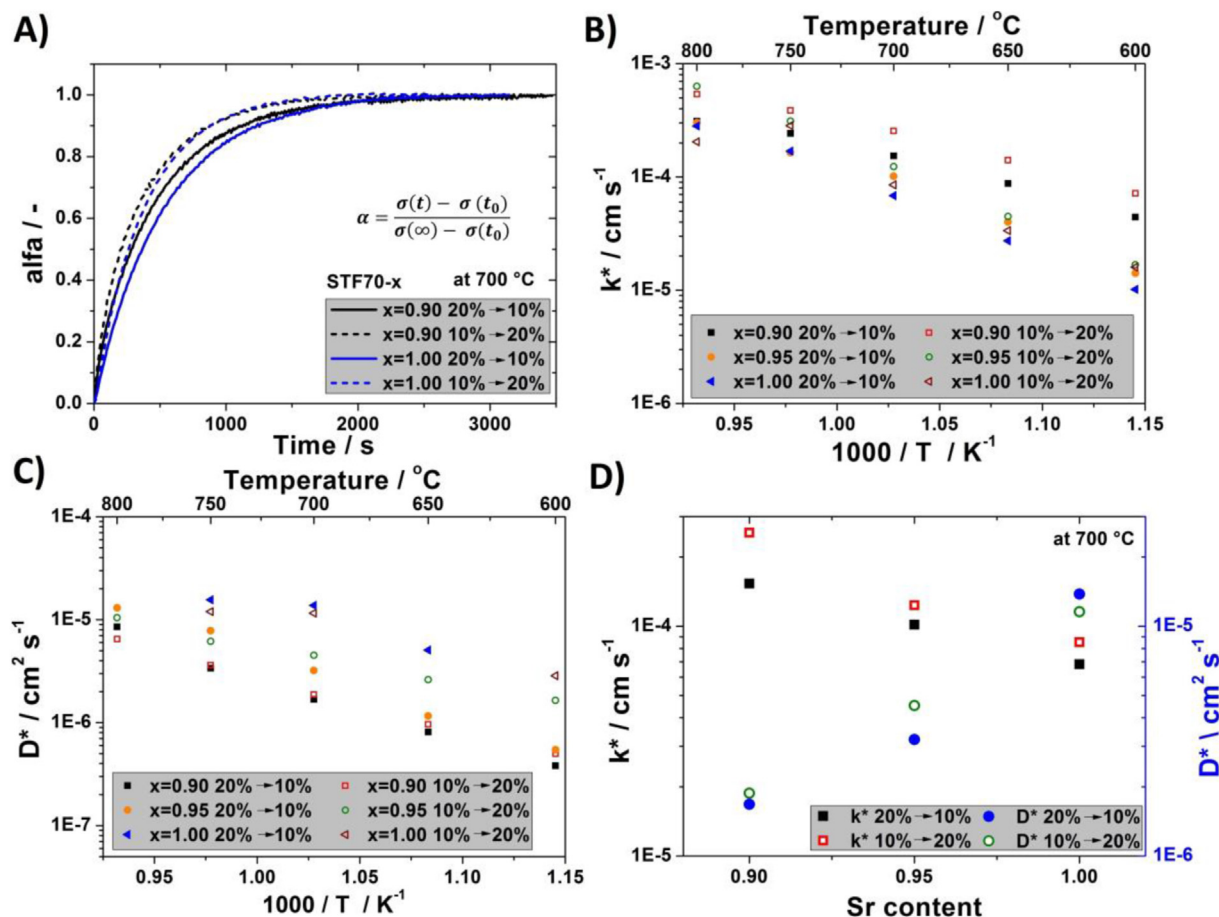 A)
1.0
0.8
0.6
0.4
0.2
0.0
alfa / -
α = σ(t) − σ (t₀) / σ(∞) − σ(t₀)
STF70-x at 700 °C
x=0.90 20%→10%
x=0.90 10%→20%
x=1.00 20%→10%
x=1.00 10%→20%
0 1000 2000 3000
Time / s
B)
Temperature / °C
800 750 700 650 600
1E-3
1E-4
1E-5
1E-6
k* / cm s⁻¹
x=0.90 20%→10% x=0.90 10%→20%
x=0.95 20%→10% x=0.95 10%→20%
x=1.00 20%→10% x=1.00 10%→20%
0.95 1.00 1.05 1.10 1.15
1000 / T / K⁻¹
C)
Temperature / °C
800 750 700 650 600
1E-4
1E-5
1E-6
1E-7
D* / cm² s⁻¹
x=0.90 20%→10% x=0.90 10%→20%
x=0.95 20%→10% x=0.95 10%→20%
x=1.00 20%→10% x=1.00 10%→20%
0.95 1.00 1.05 1.10 1.15
1000 / T / K⁻¹
D)
at 700 °C
1E-4
1E-5
k* / cm s⁻¹
1E-5
1E-6
D* \ cm² s⁻¹
k* 20%→10% D* 20%→10%
k* 10%→20% D* 10%→20%
0.90 0.95 1.00
Sr content